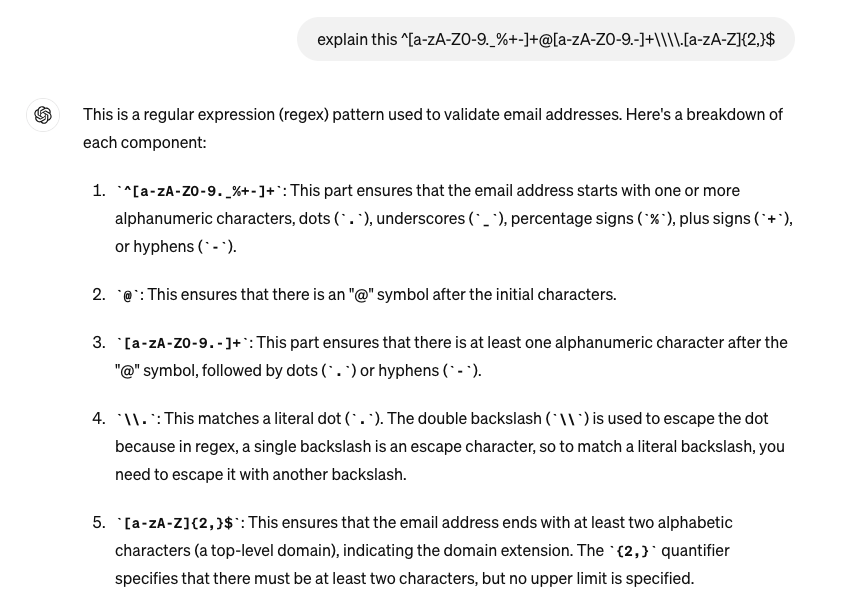 explain this ^[a-zA-Z0-9._%+-]+@[a-zA-Z0-9.-]+\\\\.[a-zA-Z]{2,}$
This is a regular expression (regex) pattern used to validate email addresses. Here's a breakdown of
each component:
1. `^[a-zA-Z0-9._%+-]+`: This part ensures that the email address starts with one or more
alphanumeric characters, dots (`.`), underscores (`_`), percentage signs (`%`), plus signs (`+`),
or hyphens (`-`).
2. `@`: This ensures that there is an "@" symbol after the initial characters.
3. `[a-zA-Z0-9.-]+`: This part ensures that there is at least one alphanumeric character after the
"@" symbol, followed by dots (`.`) or hyphens (`-`).
4. `\\.`: This matches a literal dot (`.`). The double backslash (`\\`) is used to escape the dot
because in regex, a single backslash is an escape character, so to match a literal backslash, you
need to escape it with another backslash.
5. `[a-zA-Z]{2,}$`: This ensures that the email address ends with at least two alphabetic
characters (a top-level domain), indicating the domain extension. The `{2,}` quantifier
specifies that there must be at least two characters, but no upper limit is specified.